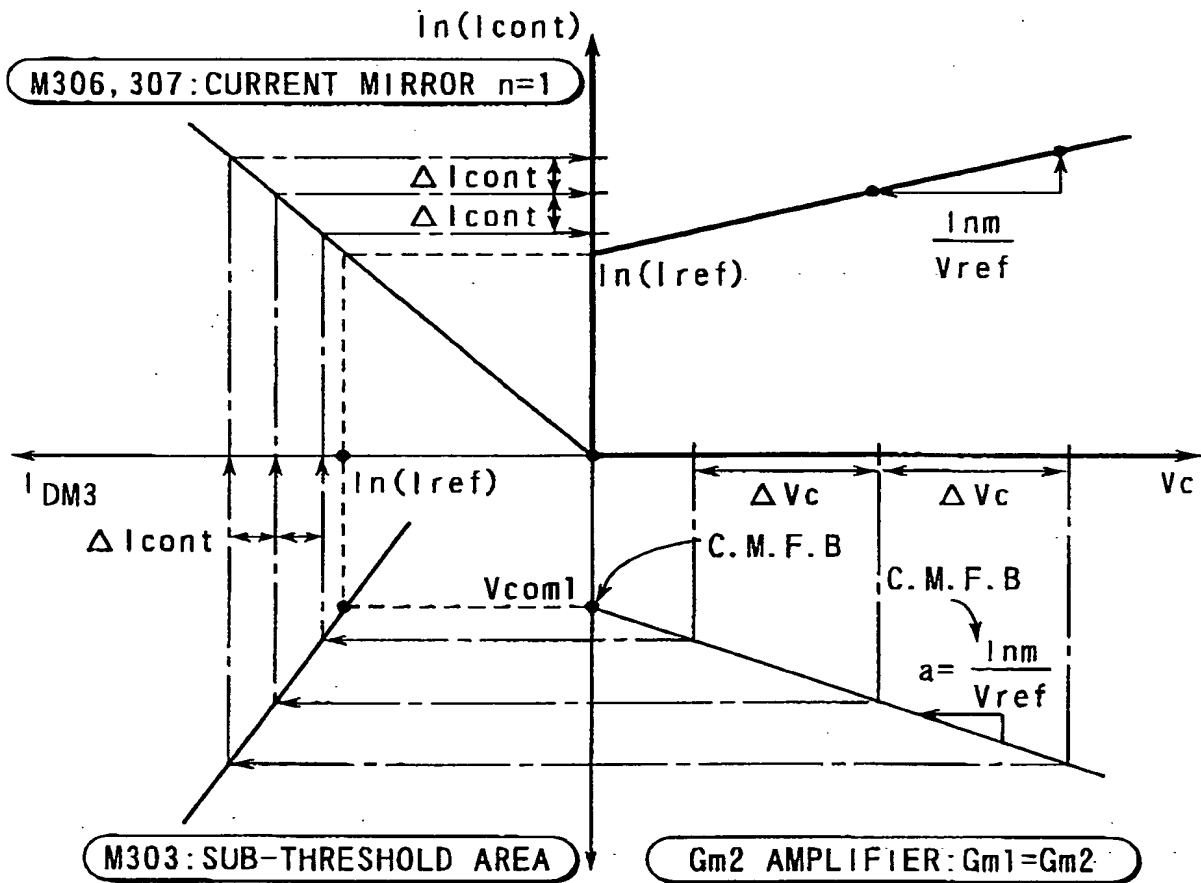 ln(Icont)
M306,307:CURRENT MIRROR n=1
ΔIcont
ΔIcont
lnm
Vref
ln(Iref)
IDM3
ln(Iref)
ΔVc
ΔVc
Vc
ΔIcont
C.M.F.B
C.M.F.B
Vcom1
a= lnm
Vref
M303:SUB-THRESHOLD AREA
Gm2 AMPLIFIER:Gm1=Gm2